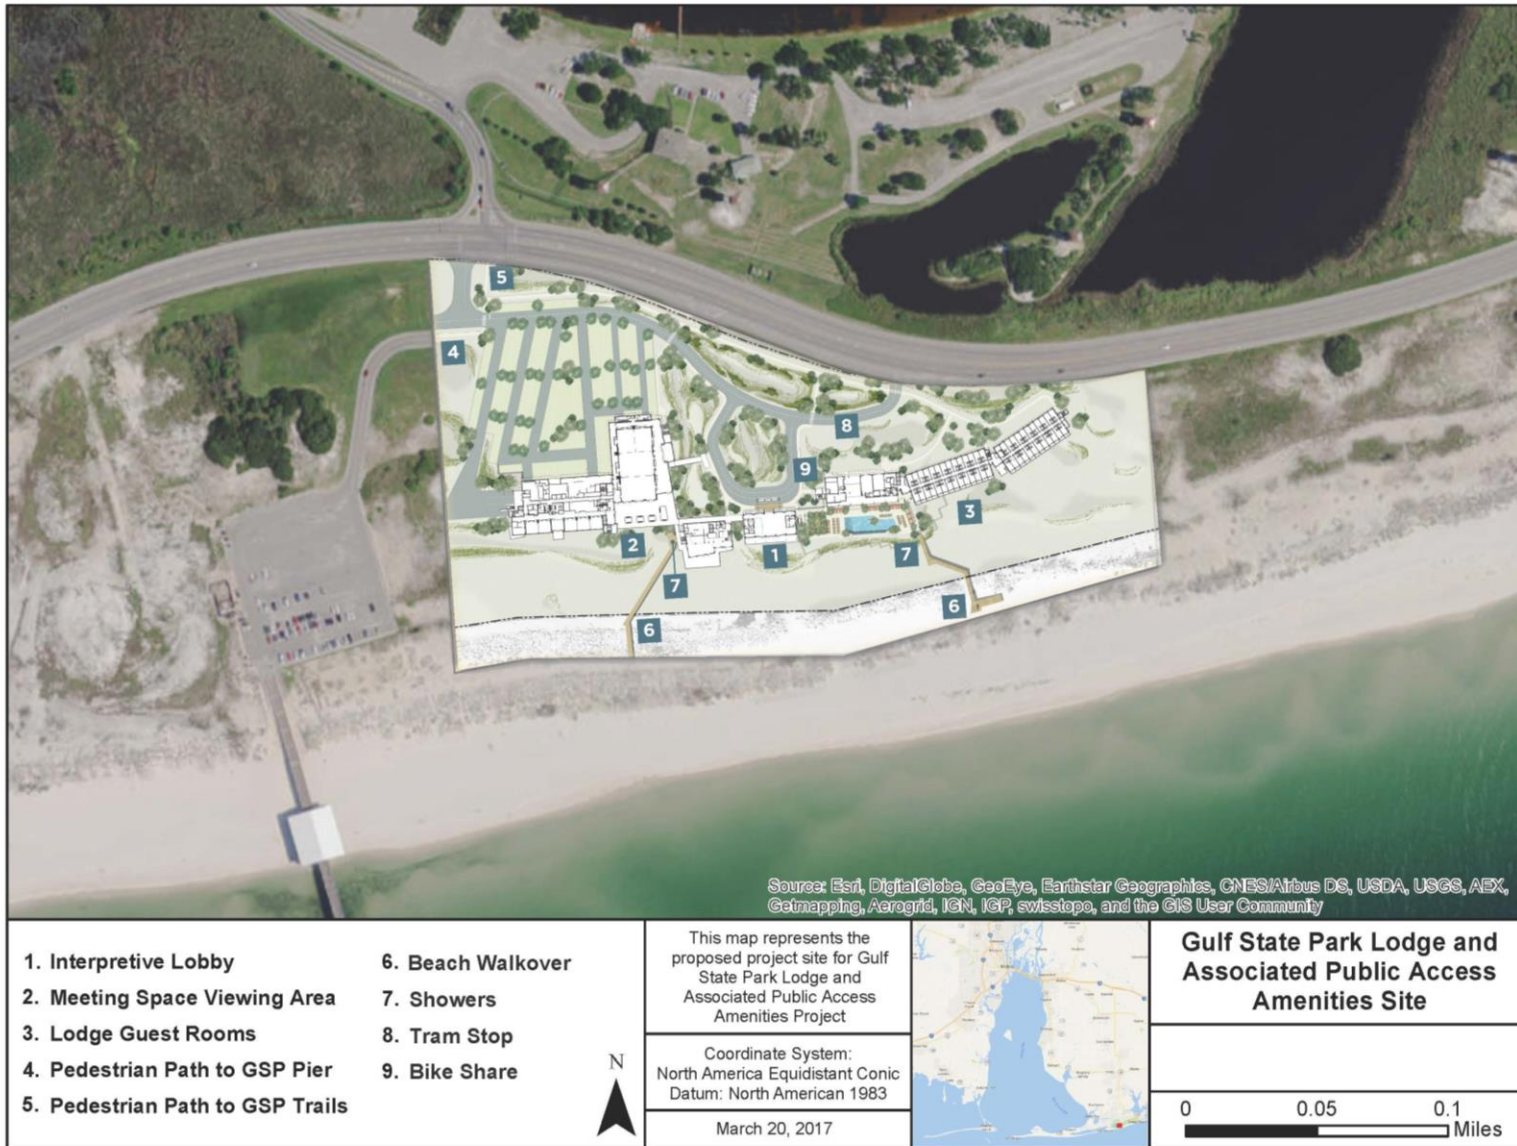 5
4
8
9
3
2
1
7
7
6
6
Source: Esri, DigitalGlobe, GeoEye, Earthstar Geographics, CNES/Airbus DS, USDA, USGS, AEX,
Getmapping, Aerogrid, IGN, IGP, swisstopo, and the GIS User Community
1. Interpretive Lobby
2. Meeting Space Viewing Area
3. Lodge Guest Rooms
4. Pedestrian Path to GSP Pier
5. Pedestrian Path to GSP Trails
6. Beach Walkover
7. Showers
8. Tram Stop
9. Bike Share
N
This map represents the
proposed project site for Gulf
State Park Lodge and
Associated Public Access
Amenities Project
Coordinate System:
North America Equidistant Conic
Datum: North American 1983
March 20, 2017
Gulf State Park Lodge and
Associated Public Access
Amenities Site
0 0.05 0.1
Miles